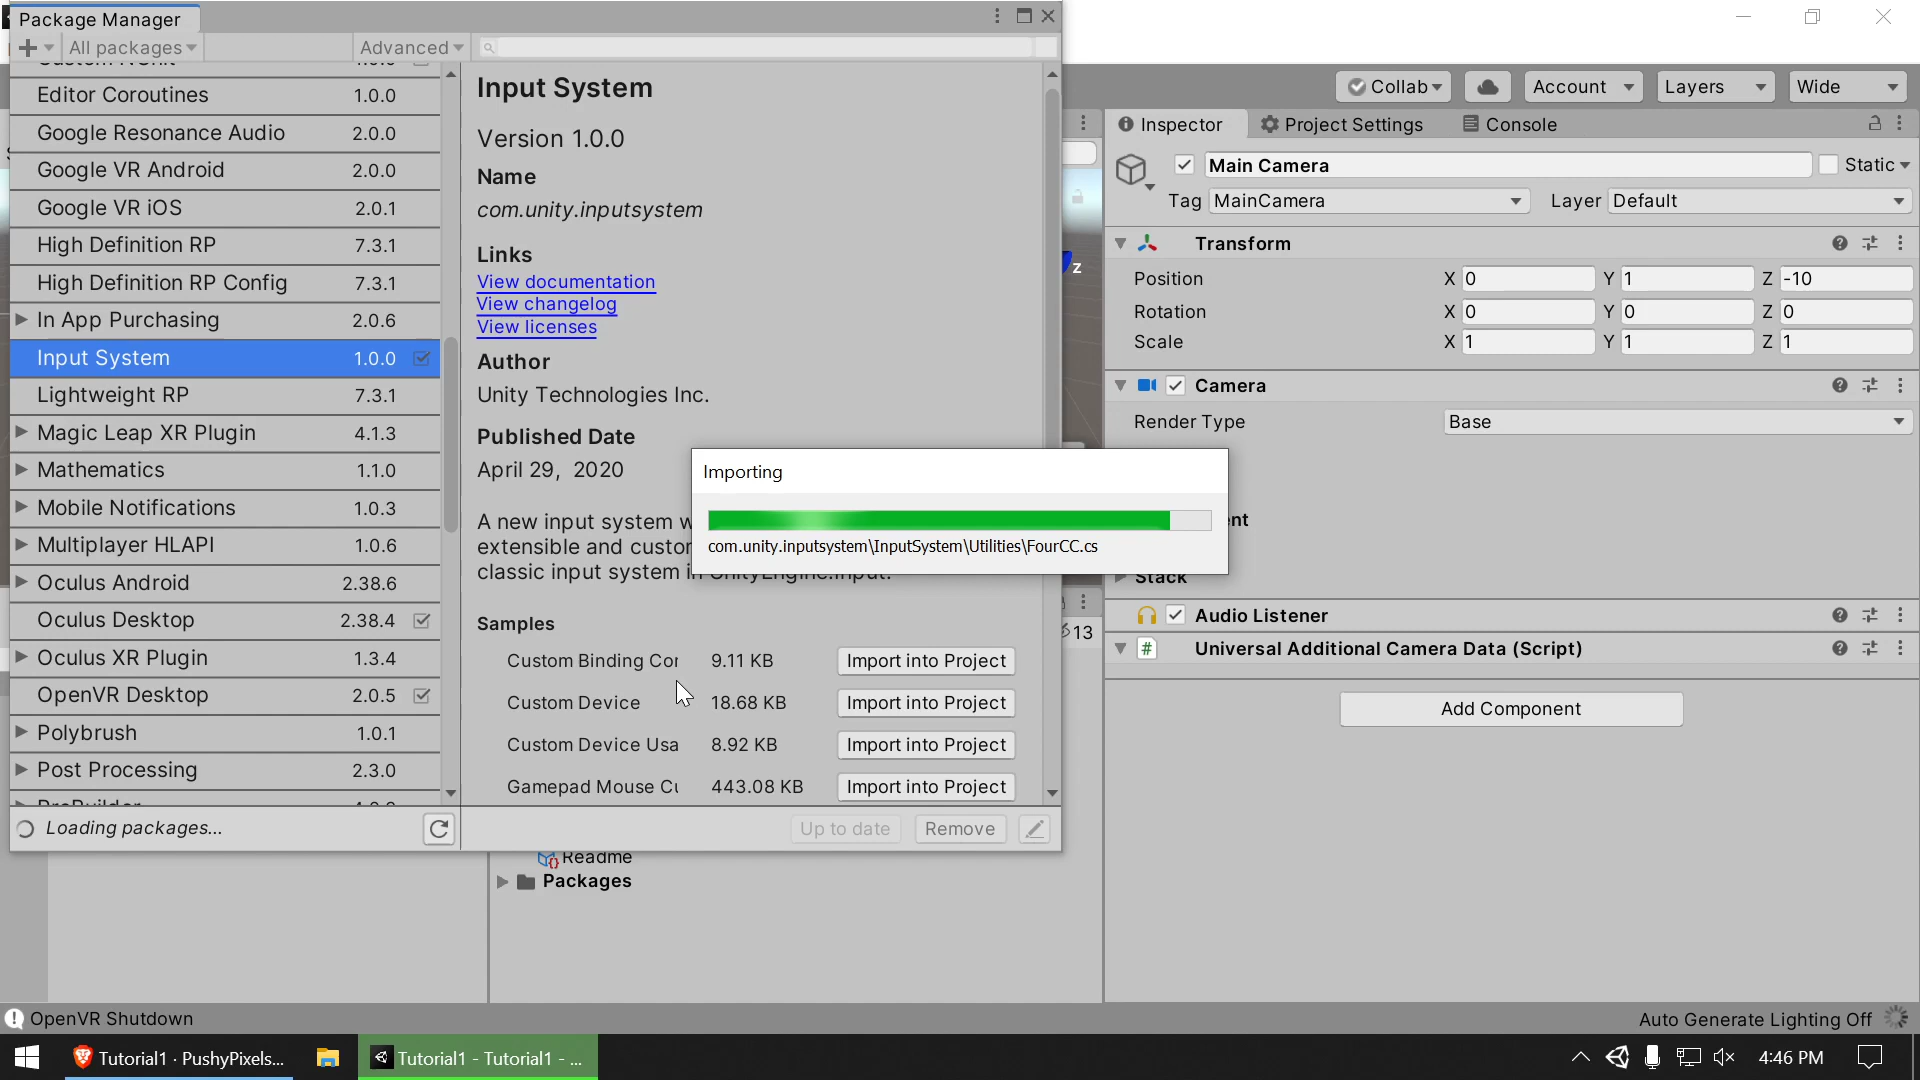 Package Manager
All packages
Advanced
Editor Coroutines 1.0.0
Google Resonance Audio 2.0.0
Google VR Android 2.0.0
Google VR iOS 2.0.1
High Definition RP 7.3.1
High Definition RP Config 7.3.1
In App Purchasing 2.0.6
Input System 1.0.0
Lightweight RP 7.3.1
Magic Leap XR Plugin 4.1.3
Mathematics 1.1.0
Mobile Notifications 1.0.3
Multiplayer HLAPI 1.0.6
Oculus Android 2.38.6
Oculus Desktop 2.38.4
Oculus XR Plugin 1.3.4
OpenVR Desktop 2.0.5
Polybrush 1.0.1
Post Processing 2.3.0
Loading packages...
Input System
Version 1.0.0
Name
com.unity.inputsystem
Links
View documentation
View changelog
View licenses
Author
Unity Technologies Inc.
Published Date
April 29, 2020
A new input system w
extensible and custor
classic input system in UnityEngine.Input.
Samples
Custom Binding Cor 9.11 KB Import into Project
Custom Device 18.68 KB Import into Project
Custom Device Usa 8.92 KB Import into Project
Gamepad Mouse Cu 443.08 KB Import into Project
Up to date
Remove
Importing
com.unity.inputsystem\InputSystem\Utilities\FourCC.cs
z
13
Readme
Packages
Collab
Account
Layers
Wide
Inspector
Project Settings
Console
Main Camera
Static
Tag MainCamera
Layer Default
Transform
Position X 0 Y 1 Z -10
Rotation X 0 Y 0 Z 0
Scale X 1 Y 1 Z 1
Camera
Render Type Base
nt
Stack
Audio Listener
# Universal Additional Camera Data (Script)
Add Component
OpenVR Shutdown
Auto Generate Lighting Off
Tutorial1 · PushyPixels...
Tutorial1 - Tutorial1 - ...
4:46 PM